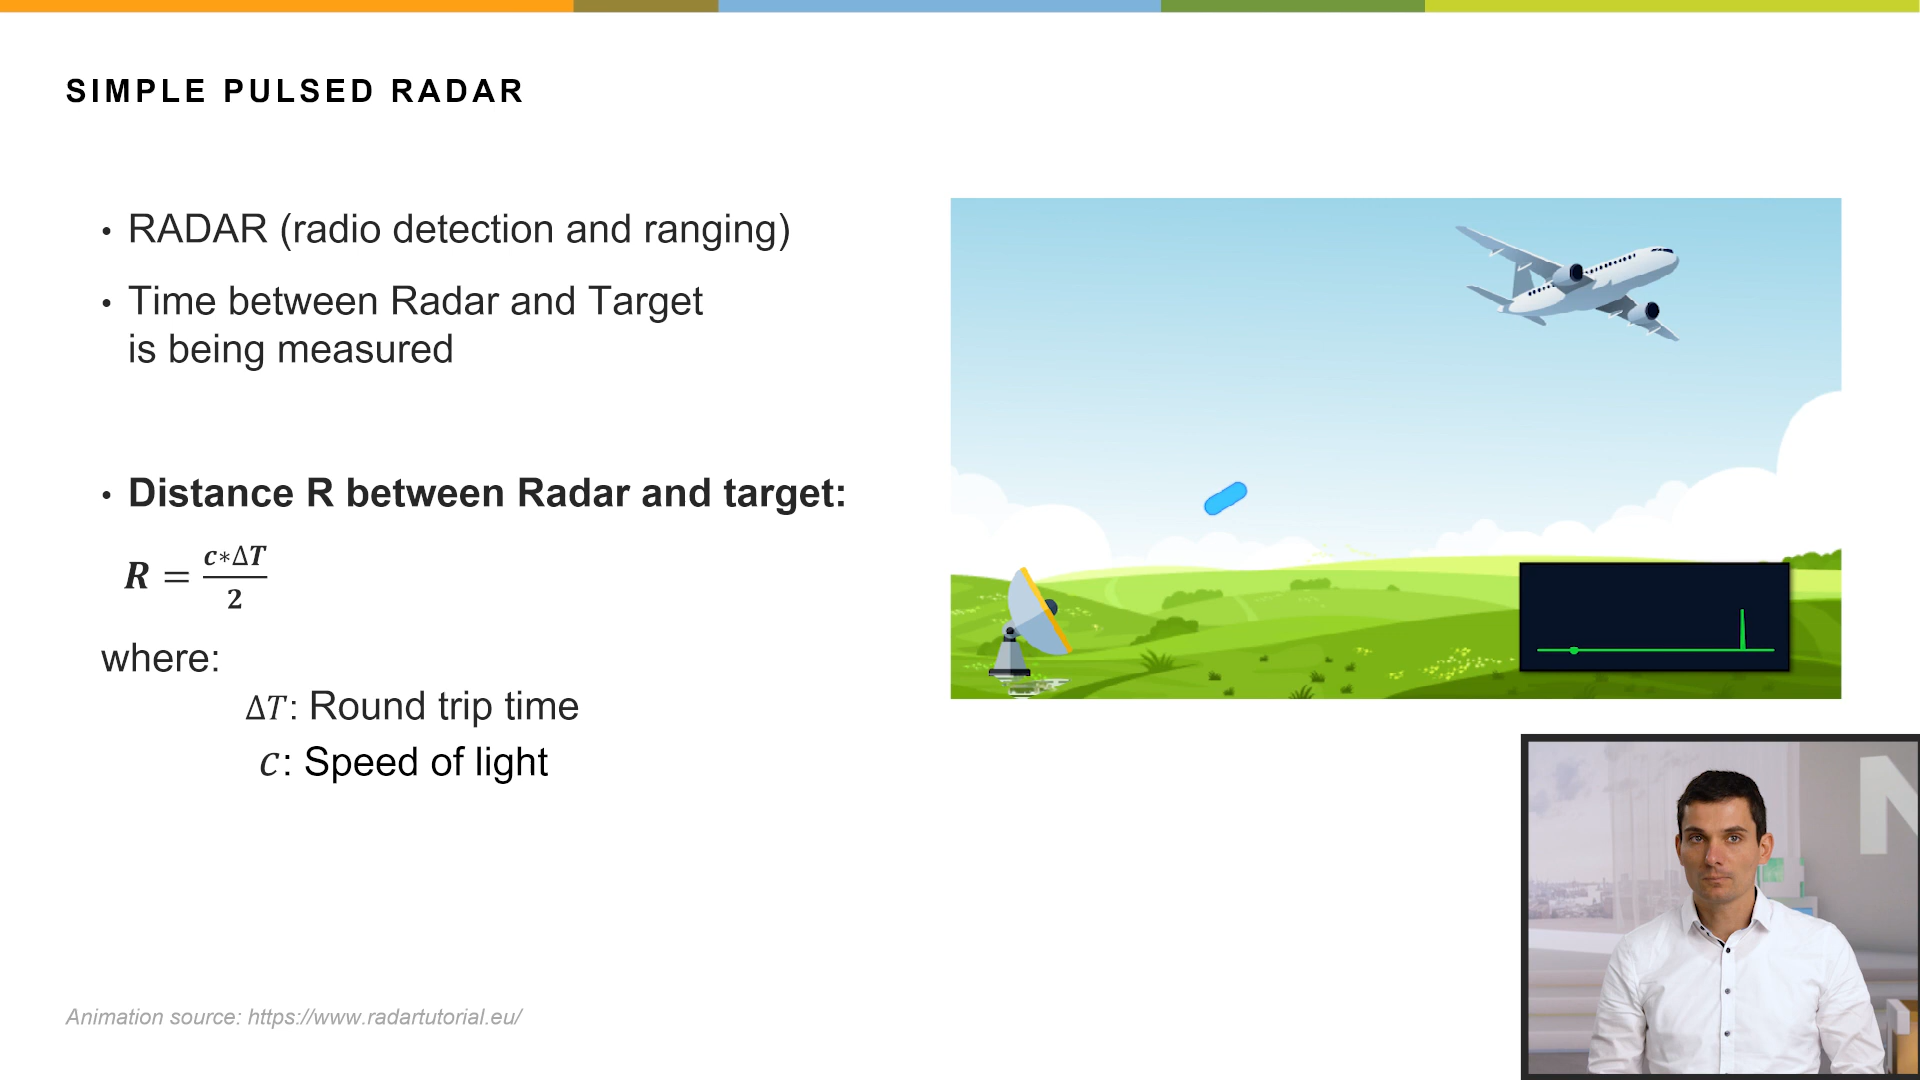 SIMPLE PULSED RADAR
• RADAR (radio detection and ranging)
• Time between Radar and Target
is being measured
• Distance R between Radar and target:
R = c∗ΔT / 2
where:
ΔT: Round trip time
c: Speed of light
Animation source: https://www.radartutorial.eu/
N